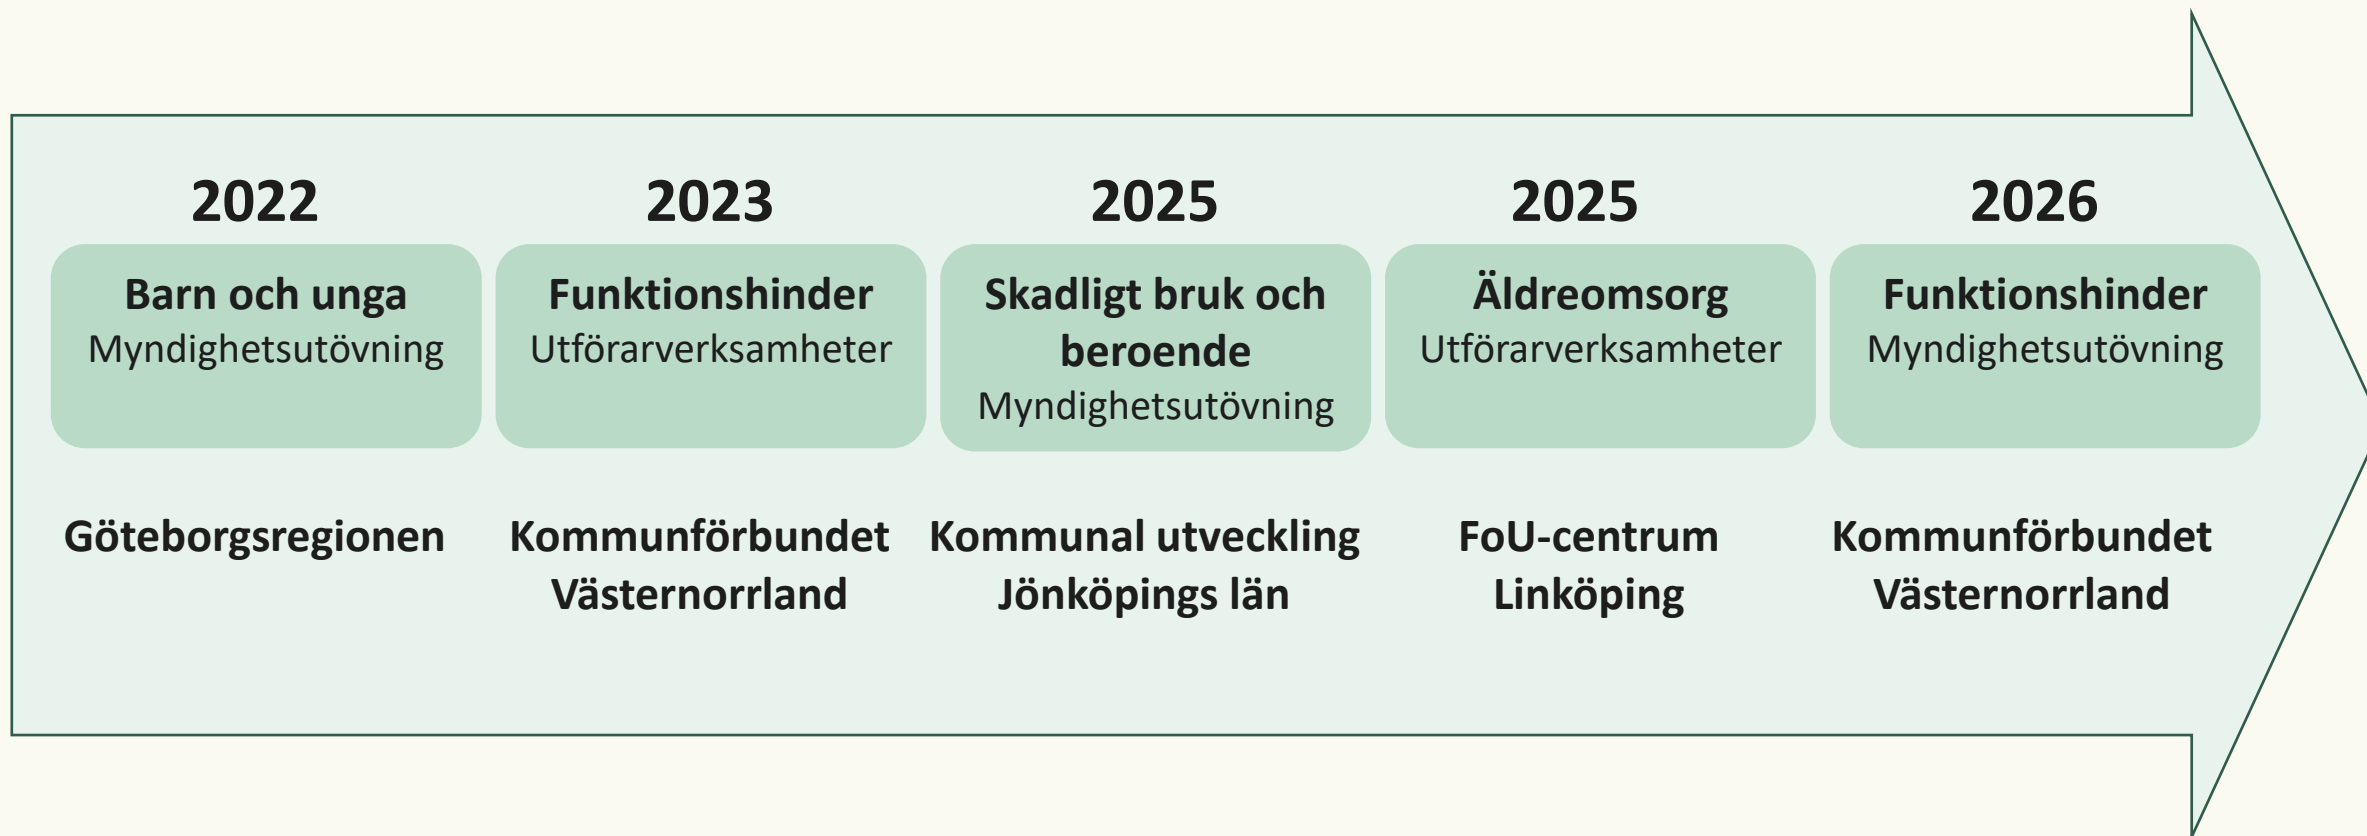 2022
Barn och unga
Myndighetsutövning
Göteborgsregionen
2023
Funktionshinder
Utförarverksamheter
Kommunförbundet
Västernorrland
2025
Skadligt bruk och
beroende
Myndighetsutövning
Kommunal utveckling
Jönköpings län
2025
Äldreomsorg
Utförarverksamheter
FoU-centrum
Linköping
2026
Funktionshinder
Myndighetsutövning
Kommunförbundet
Västernorrland